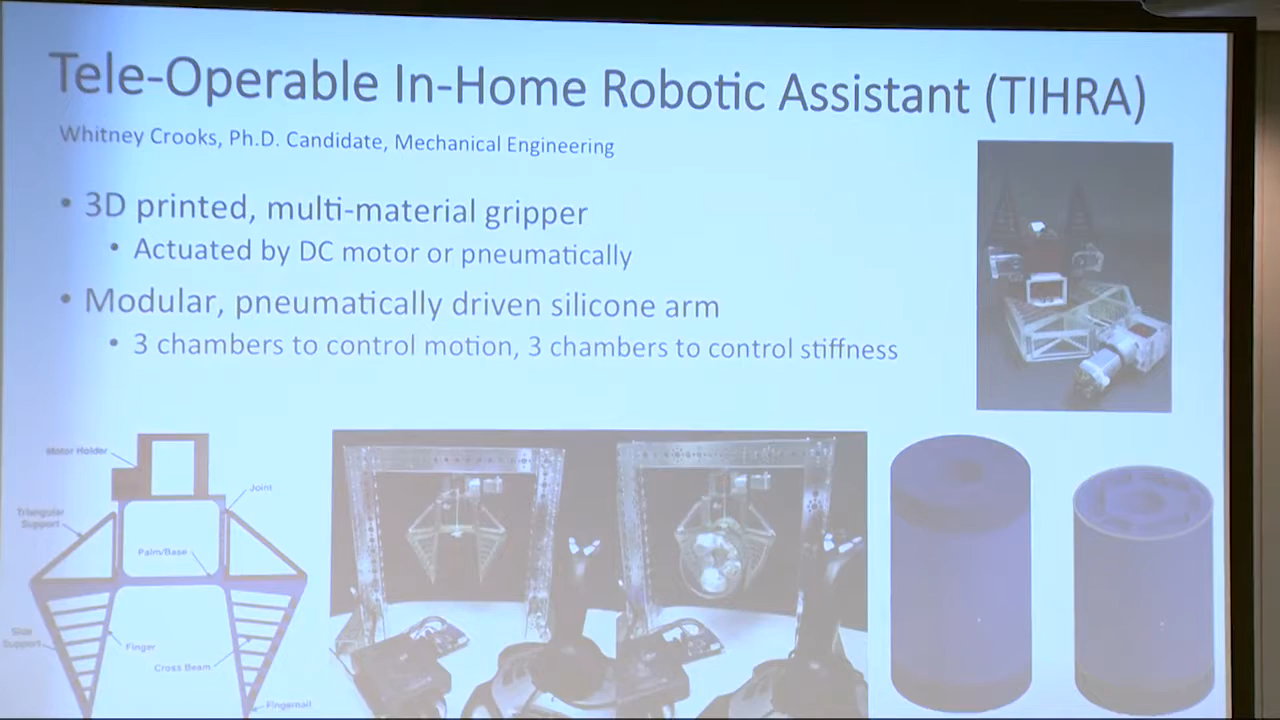 Tele-Operable In-Home Robotic Assistant (TIHRA)
Whitney Crooks, Ph.D. Candidate, Mechanical Engineering
• 3D printed, multi-material gripper
• Actuated by DC motor or pneumatically
• Modular, pneumatically driven silicone arm
• 3 chambers to control motion, 3 chambers to control stiffness
Motor Holder
Joint
Triangular
Support
Palm/Base
Side
Support
Finger
Cross Beam
Fingernail